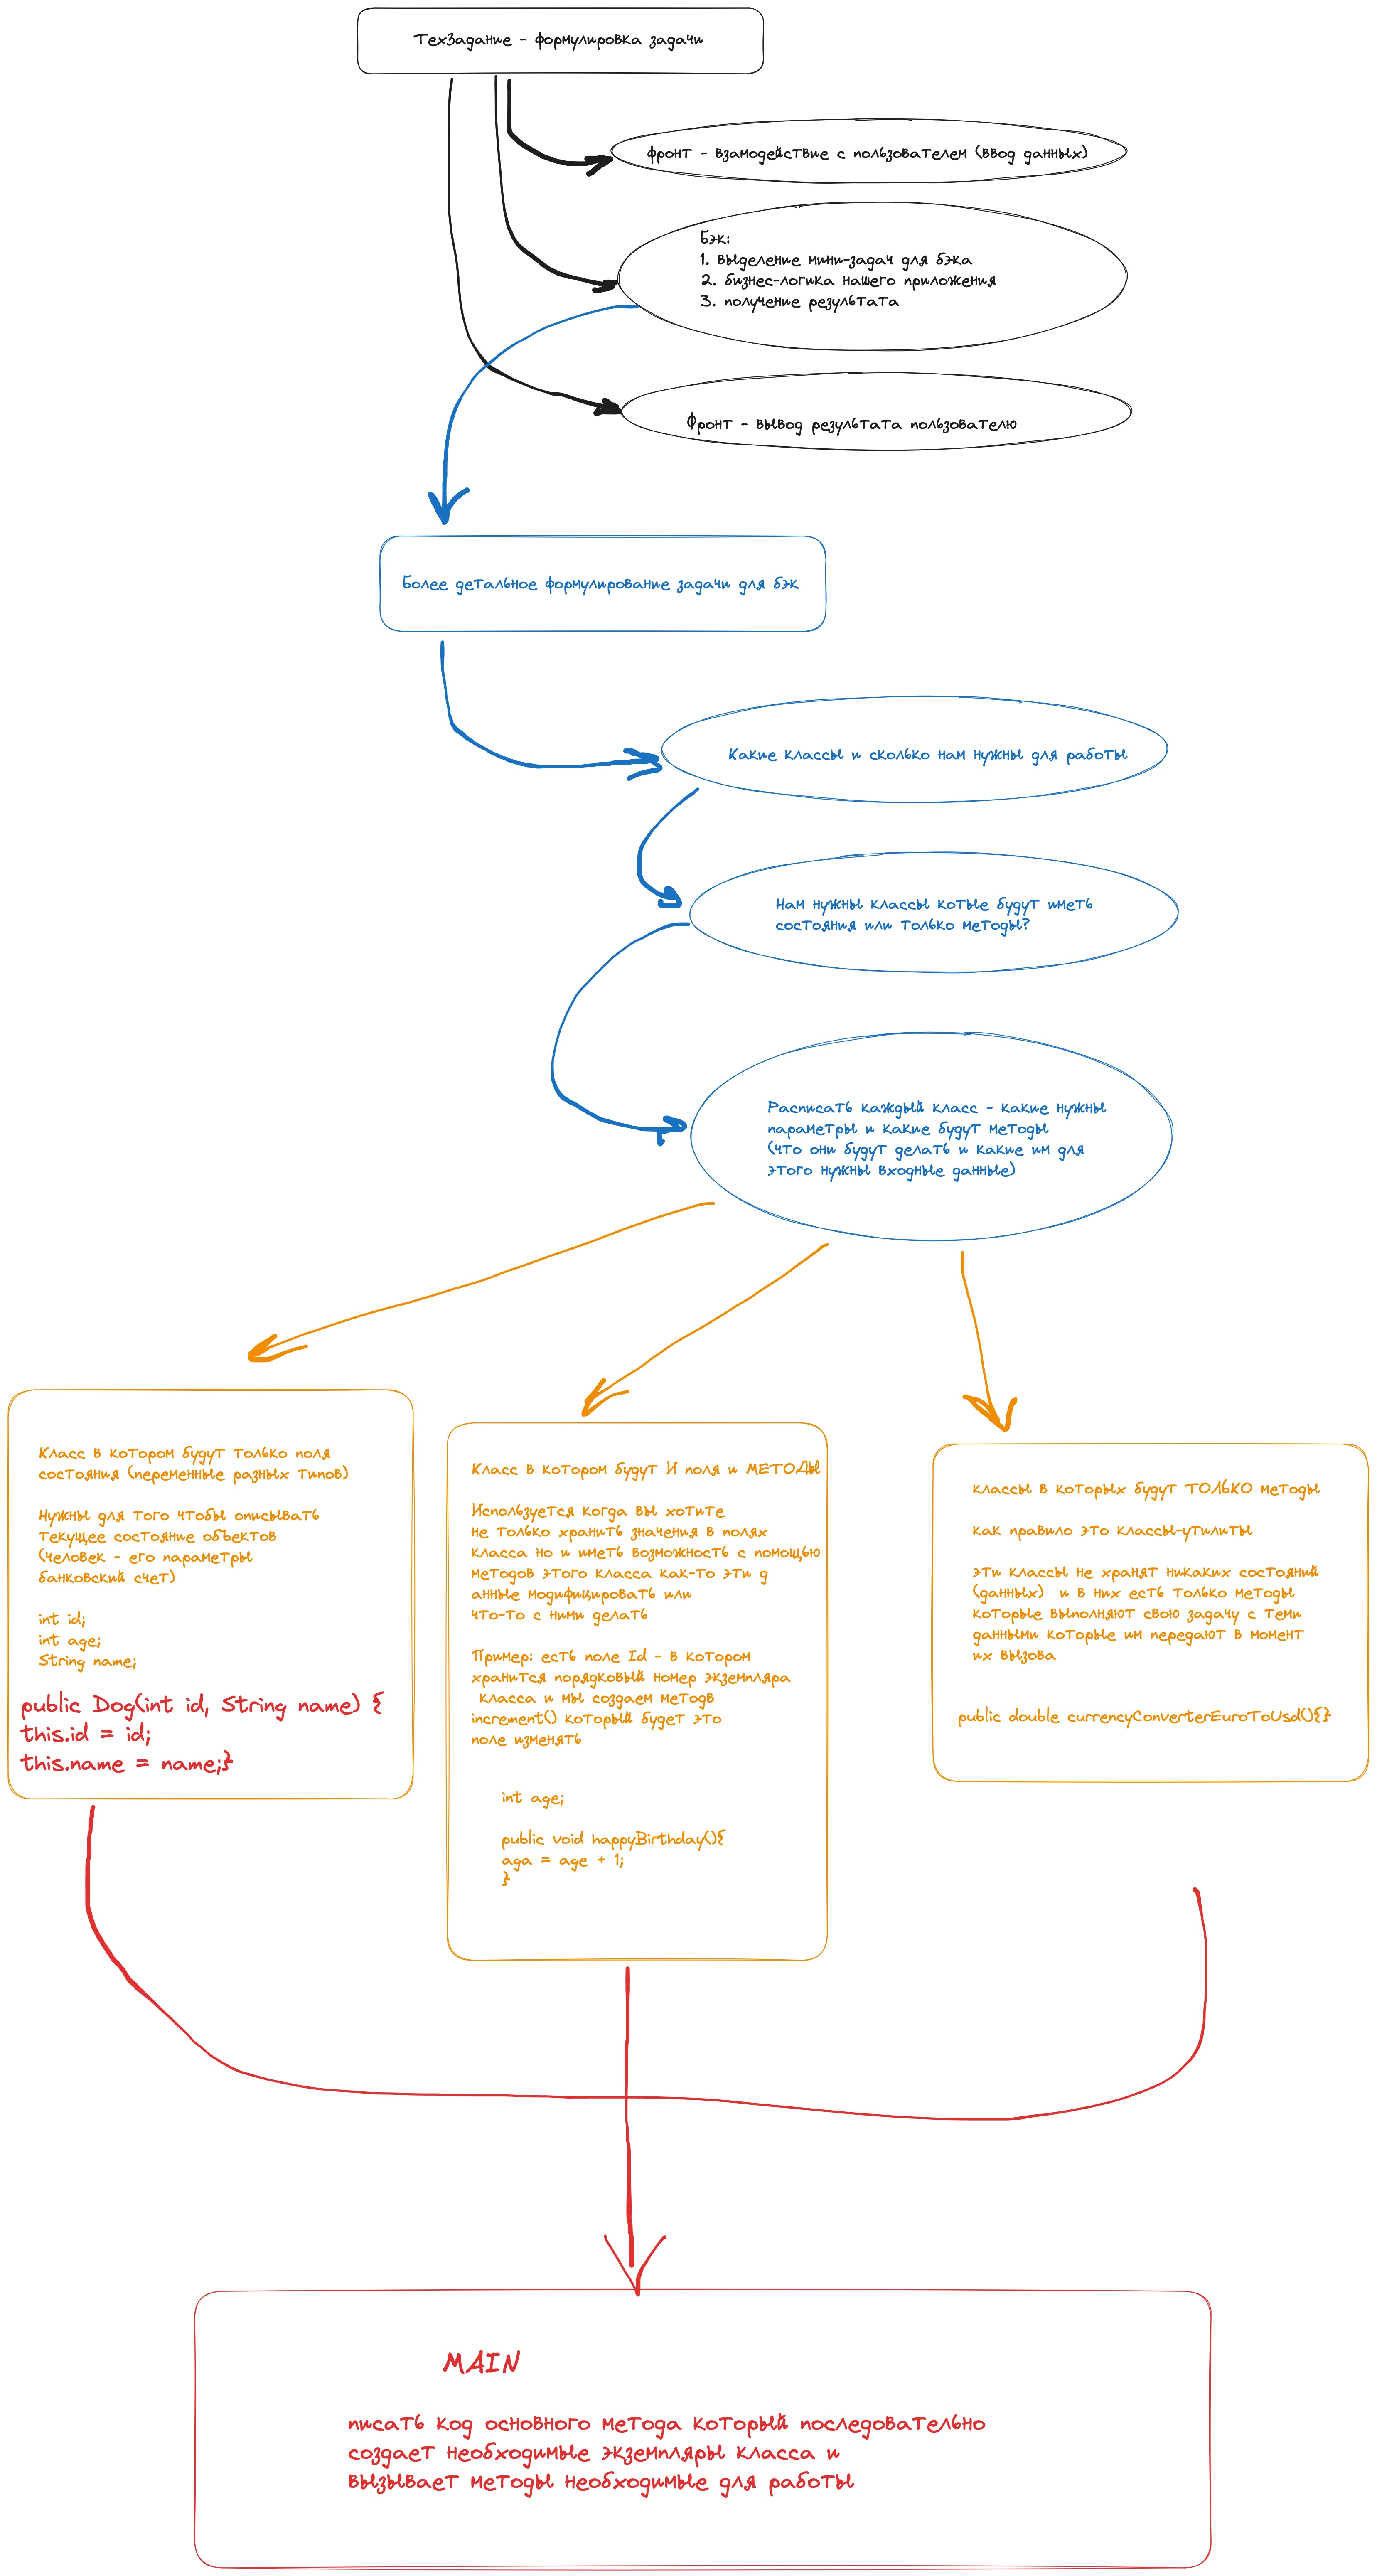 ТехЗадание - формулировка задачи
фронт - взамодействие с пользователем (ввод данных)
Бэк:
1. выделение мини-задач для бэка
2. бизнес-логика нашего приложения
3. получение результата
Фронт - вывод результата пользователю
Более детальное формулирование задачи для бэк
Какие классы и сколько нам нужны для работы
Нам нужны классы котые будут иметь
состояния или только методы?
Расписать каждый класс - какие нужны
параметры и какие будут методы
(что они будут делать и какие им для
этого нужны входные данные)
Класс в котором будут только поля
состояния (переменные разных типов)
Нужны для того чтобы описывать
текущее состояние объектов
(человек - его параметры
банковский счет)
int id;
int age;
String name;
public Dog(int id, String name) {
this.id = id;
this.name = name;}
Класс в котором будут И поля и МЕТОДЫ
Используется когда вы хотите
не только хранить значения в полях
класса но и иметь возможность с помощью
методов этого класса как-то эти д
анные модифицировать или
что-то с ними делать
Пример: есть поле Id - в котором
хранится порядковый номер экземпляра
класса и мы создаем методв
increment() который будет это
поле изменять
int age;
public void happyBirthday(){
aga = age + 1;
}
классы в которых будут ТОЛЬКО методы
как правило это классы-утилиты
эти классы не хранят никаких состояний
(данных) и в них есть только методы
которые выполняют свою задачу с теми
данными которые им передают в момент
их вызова
public double currencyConverterEuroToUsd(){}
MAIN
писать код основного метода который последовательно
создает необходимые экземпляры класса и
вызывает методы необходимые для работы